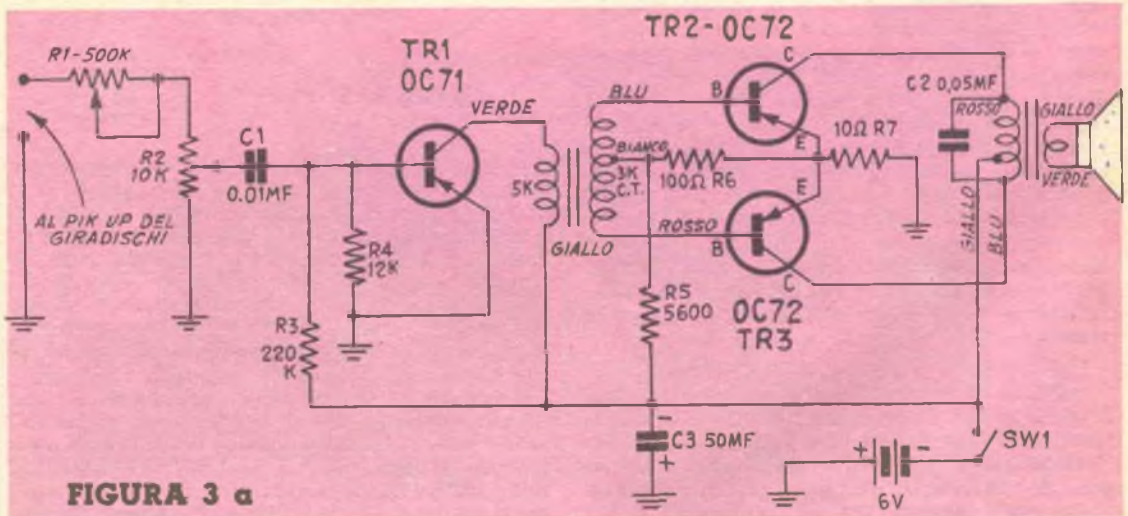 R1-500K
TR1
OC71
TR2-OC72
C
C2 0,05MF
ROSSO
GIALLO
VERDE
BLU
B
10Ω R7
R2
10K
C1
0.01MF
5K
BIANCO
3K
C.T.
100Ω R6
E
E
AL PIK UP DEL
GIRADISCHI
R4
12K
GIALLO
ROSSO
B
C
GIALLO
BLU
VERDE
R3
220
K
R5
5600
OC72
TR3
-
C3 50MF
+
+
-
6V
SW1
FIGURA 3 a